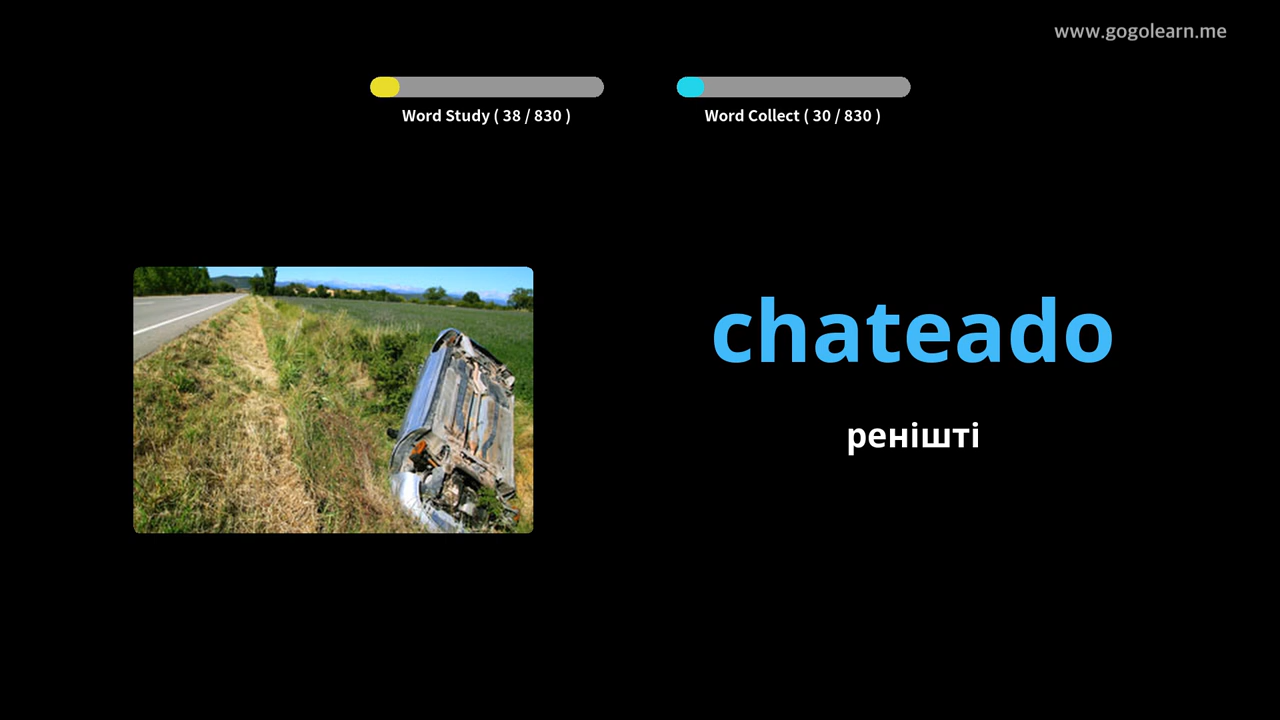 www.gogolearn.me
Word Study ( 38 / 830 )
Word Collect ( 30 / 830 )
chateado
ренішті